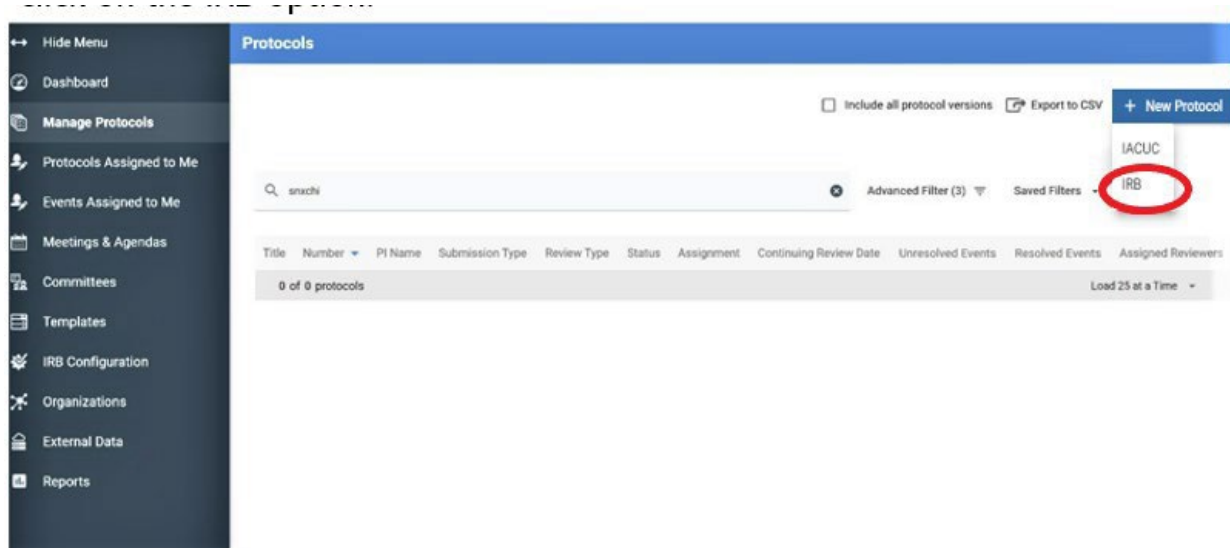 Hide Menu
Protocols
Dashboard
Include all protocol versions Export to CSV + New Protocol
Manage Protocols
IACUC
Protocols Assigned to Me
snxchi Advanced Filter (3) Saved Filters IRB
Events Assigned to Me
Meetings & Agendas
Title Number PI Name Submission Type Review Type Status Assignment Continuing Review Date Unresolved Events Resolved Events Assigned Reviewers
Committees
0 of 0 protocols Load 25 at a Time
Templates
IRB Configuration
Organizations
External Data
Reports